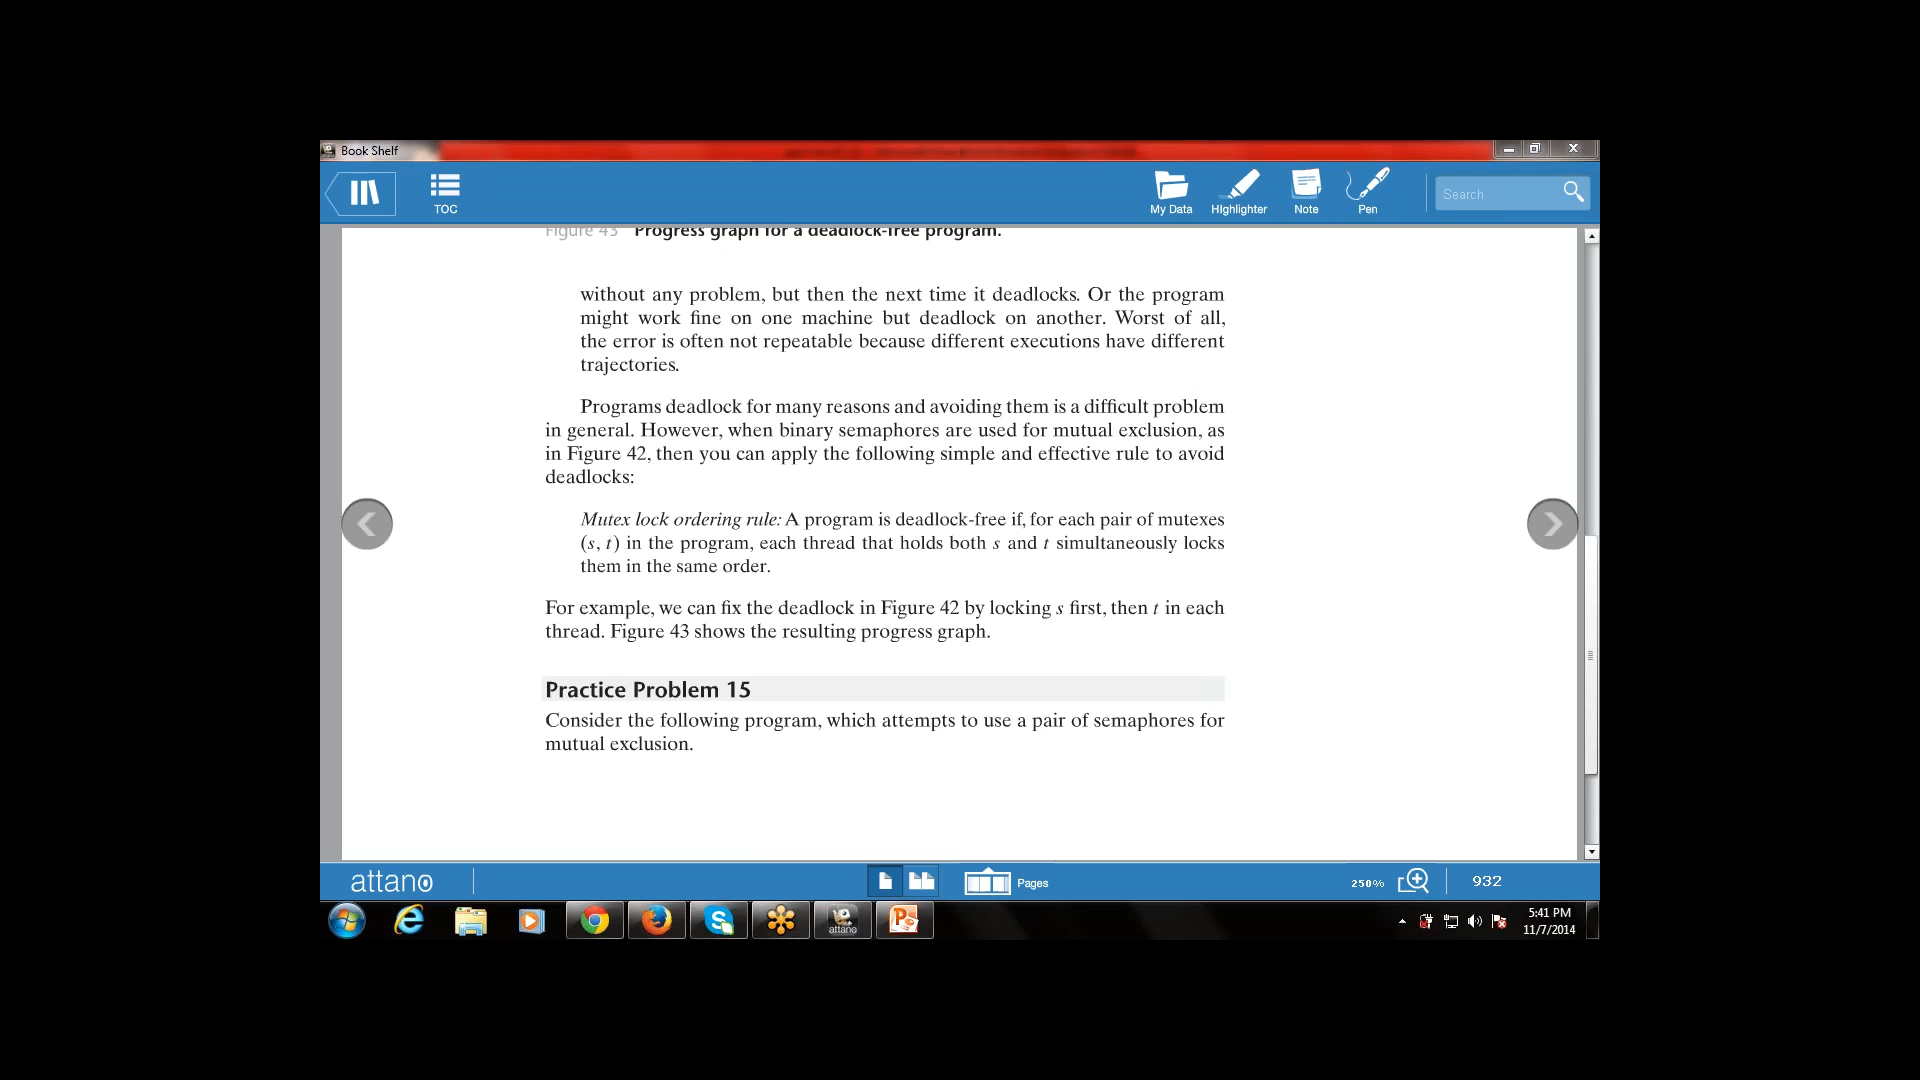 Book Shelf
TOC
My Data
Highlighter
Note
Pen
Search
Figure 43 Progress graph for a deadlock-free program.
without any problem, but then the next time it deadlocks. Or the program
might work fine on one machine but deadlock on another. Worst of all,
the error is often not repeatable because different executions have different
trajectories.
Programs deadlock for many reasons and avoiding them is a difficult problem
in general. However, when binary semaphores are used for mutual exclusion, as
in Figure 42, then you can apply the following simple and effective rule to avoid
deadlocks:
Mutex lock ordering rule: A program is deadlock-free if, for each pair of mutexes
(s, t) in the program, each thread that holds both s and t simultaneously locks
them in the same order.
For example, we can fix the deadlock in Figure 42 by locking s first, then t in each
thread. Figure 43 shows the resulting progress graph.
Practice Problem 15
Consider the following program, which attempts to use a pair of semaphores for
mutual exclusion.
attano
Pages
250%
932
attano
5:41 PM
11/7/2014